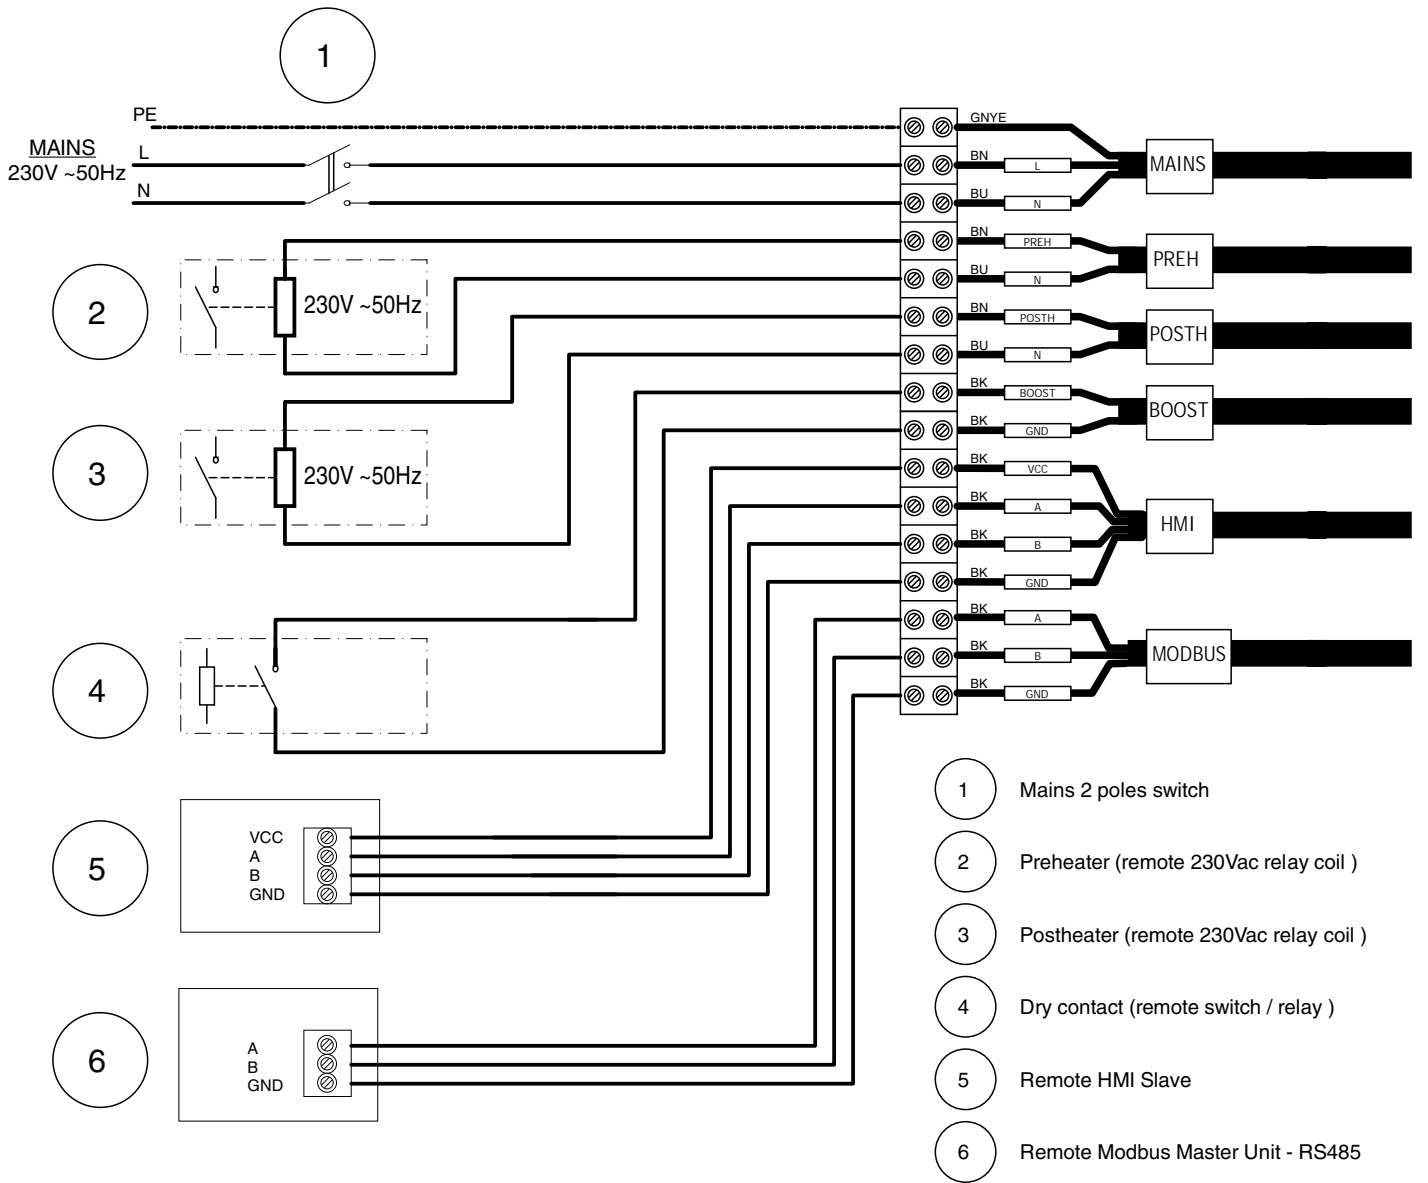 1
PE
MAINS
230V ~50Hz
L
N
GNYE
BN
L
BU
N
MAINS
BN
PREH
BU
N
PREH
2
230V ~50Hz
BN
POSTH
BU
N
POSTH
BK
BOOST
BK
GND
BOOST
3
230V ~50Hz
BK
VCC
BK
A
BK
B
BK
GND
HMI
BK
A
BK
B
BK
GND
MODBUS
4
5
VCC
A
B
GND
6
A
B
GND
1 Mains 2 poles switch
2 Preheater (remote 230Vac relay coil )
3 Postheater (remote 230Vac relay coil )
4 Dry contact (remote switch / relay )
5 Remote HMI Slave
6 Remote Modbus Master Unit - RS485